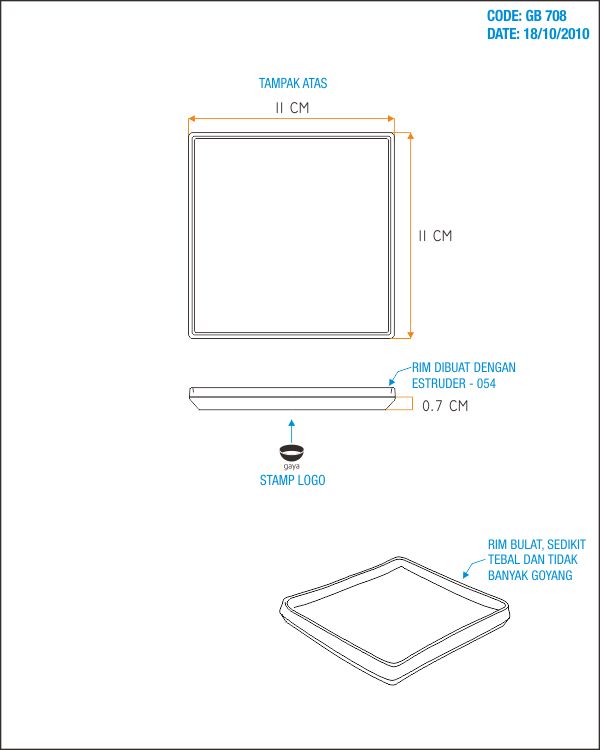 CODE: GB 708
DATE: 18/10/2010
TAMPAK ATAS
11 CM
11 CM
RIM DIBUAT DENGAN
ESTRUDER - 054
0.7 CM
gaya
STAMP LOGO
RIM BULAT, SEDIKIT
TEBAL DAN TIDAK
BANYAK GOYANG